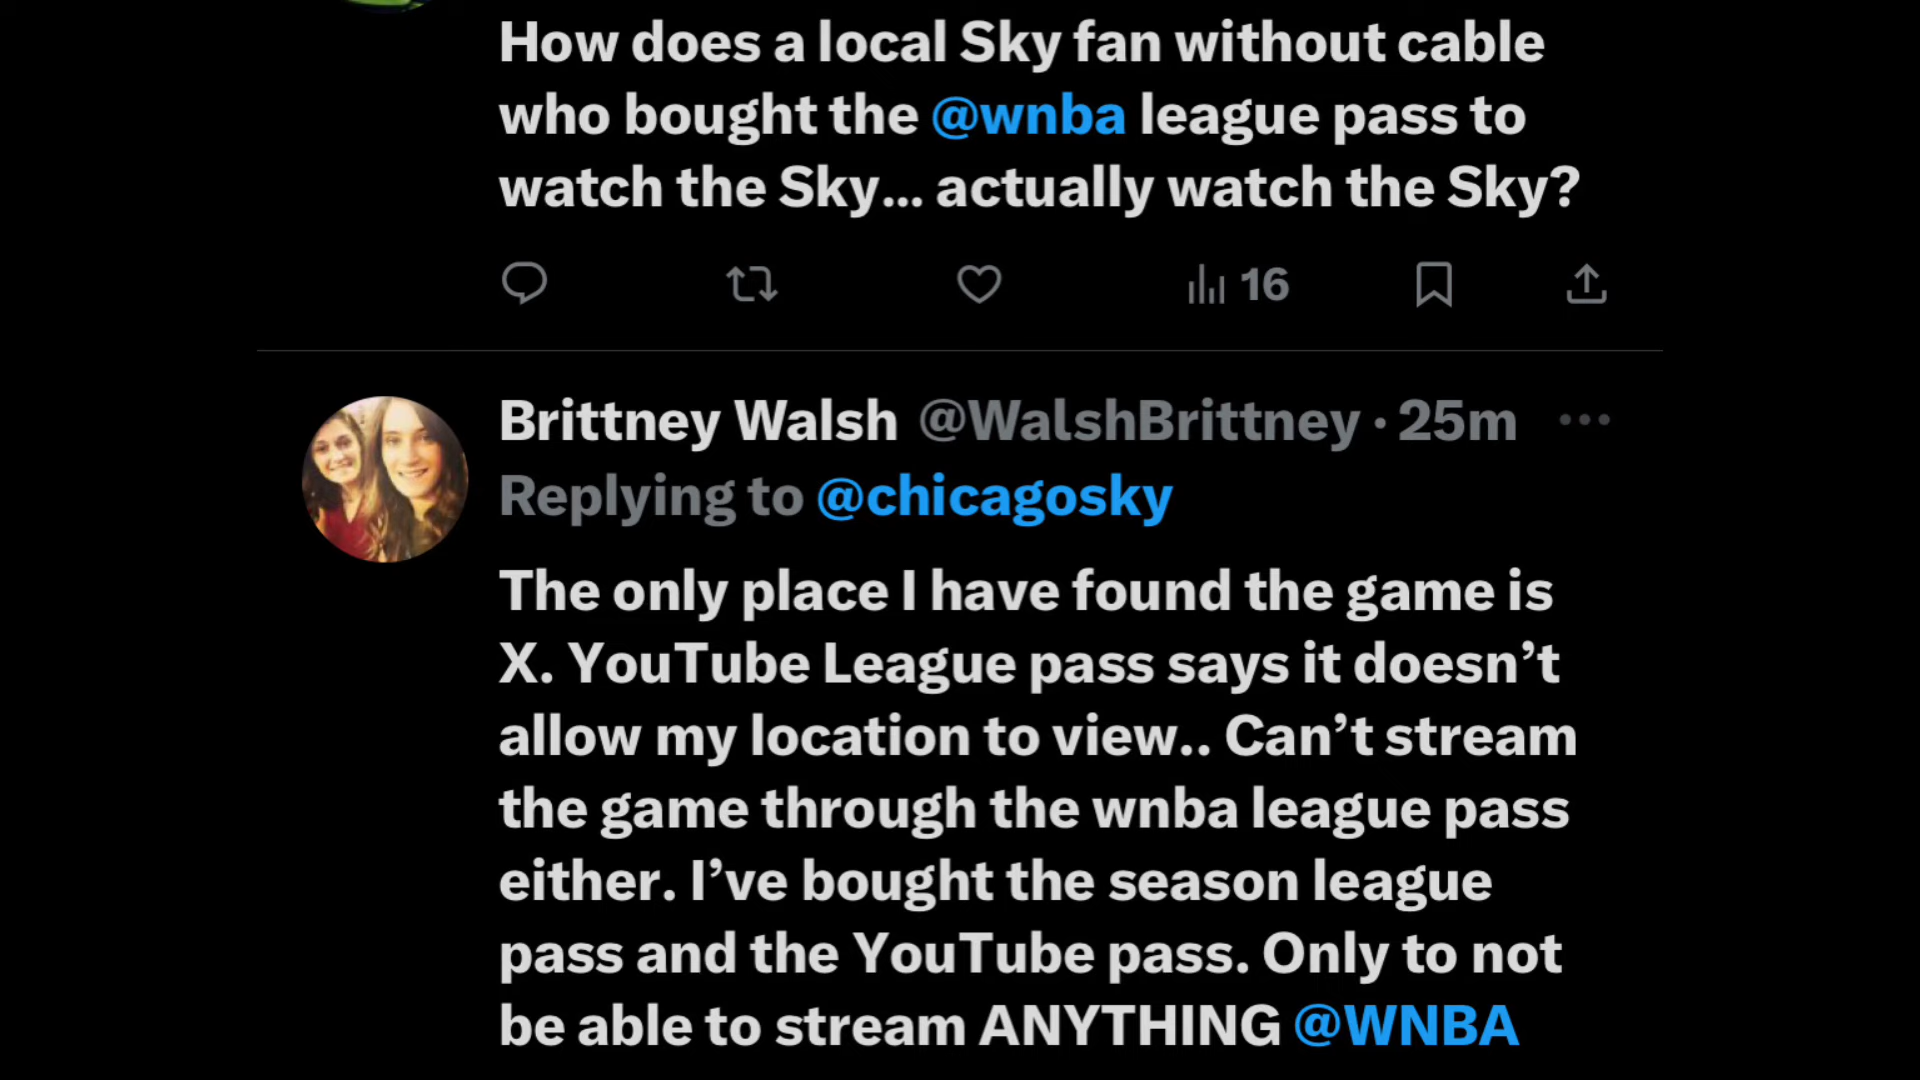 How does a local Sky fan without cable
who bought the @wnba league pass to
watch the Sky... actually watch the Sky?
16
Brittney Walsh @WalshBrittney · 25m
Replying to @chicagosky
The only place I have found the game is
X. YouTube League pass says it doesn’t
allow my location to view.. Can’t stream
the game through the wnba league pass
either. I’ve bought the season league
pass and the YouTube pass. Only to not
be able to stream ANYTHING @WNBA